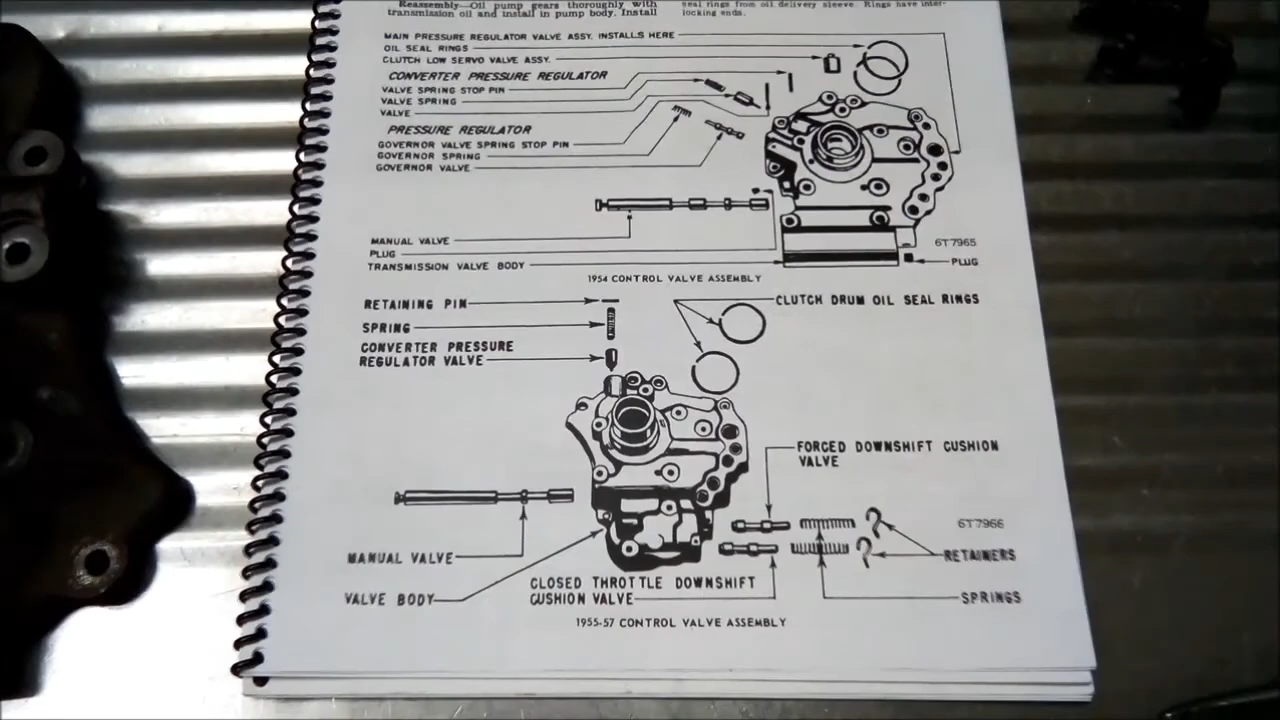 Reassembly—Oil pump gears thoroughly with
transmission oil and install in pump body. Install
seal rings from oil delivery sleeve. Rings have inter-
locking ends.
MAIN PRESSURE REGULATOR VALVE ASSY. INSTALLS HERE
OIL SEAL RINGS
CLUTCH LOW SERVO VALVE ASSY.
CONVERTER PRESSURE REGULATOR
VALVE SPRING STOP PIN
VALVE SPRING
VALVE
PRESSURE REGULATOR
GOVERNOR VALVE SPRING STOP PIN
GOVERNOR SPRING
GOVERNOR VALVE
MANUAL VALVE
PLUG
TRANSMISSION VALVE BODY
6T7965
PLUG
1954 CONTROL VALVE ASSEMBLY
RETAINING PIN
SPRING
CONVERTER PRESSURE
REGULATOR VALVE
CLUTCH DRUM OIL SEAL RINGS
FORCED DOWNSHIFT CUSHION
VALVE
6T7966
RETAINERS
SPRINGS
MANUAL VALVE
VALVE BODY
CLOSED THROTTLE DOWNSHIFT
CUSHION VALVE
1955-57 CONTROL VALVE ASSEMBLY